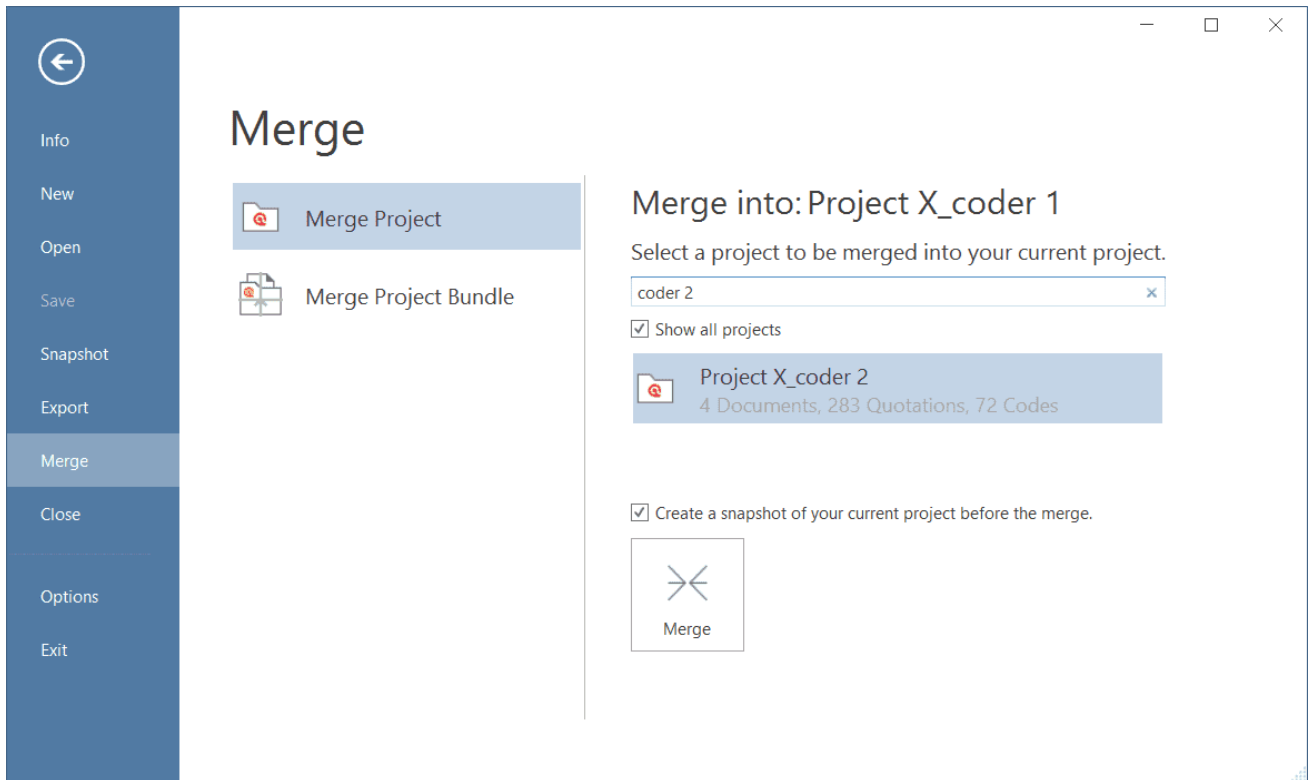 Info
New
Open
Save
Snapshot
Export
Merge
Close
Options
Exit
Merge
Merge Project
Merge Project Bundle
Merge into: Project X_coder 1
Select a project to be merged into your current project.
coder 2
Show all projects
Project X_coder 2
4 Documents, 283 Quotations, 72 Codes
Create a snapshot of your current project before the merge.
Merge